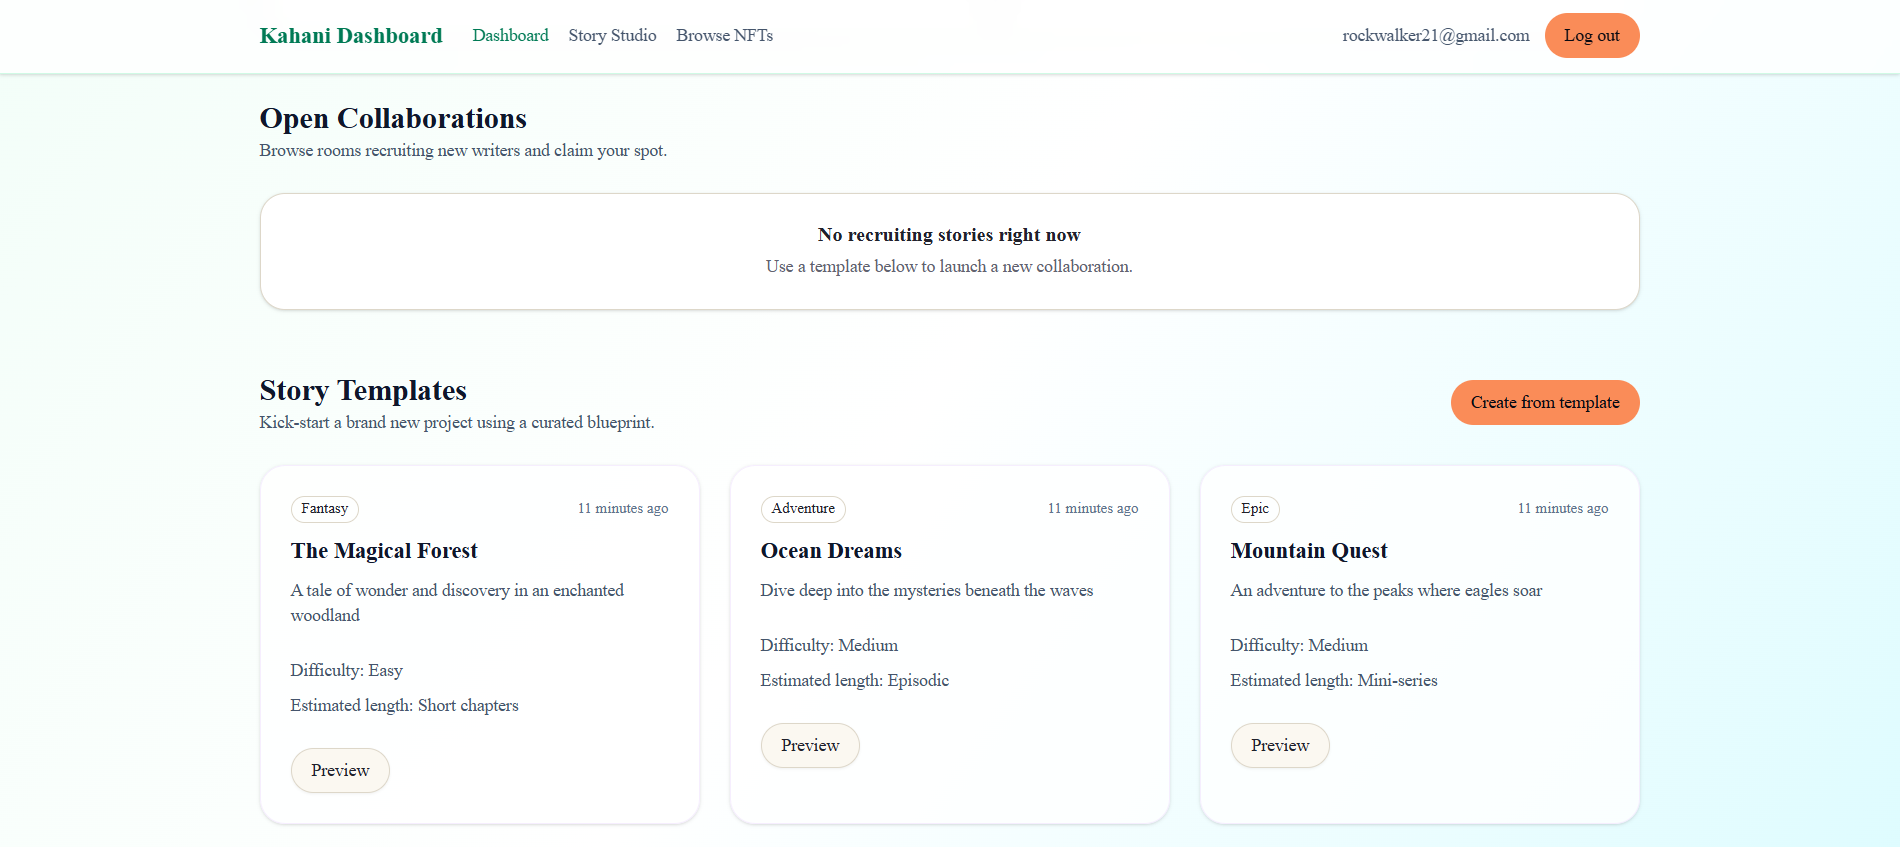 Kahani Dashboard Dashboard Story Studio Browse NFTs rockwalker21@gmail.com Log out
Open Collaborations
Browse rooms recruiting new writers and claim your spot.
No recruiting stories right now
Use a template below to launch a new collaboration.
Story Templates
Kick-start a brand new project using a curated blueprint.
Create from template
Fantasy 11 minutes ago
The Magical Forest
A tale of wonder and discovery in an enchanted
woodland
Difficulty: Easy
Estimated length: Short chapters
Preview
Adventure 11 minutes ago
Ocean Dreams
Dive deep into the mysteries beneath the waves
Difficulty: Medium
Estimated length: Episodic
Preview
Epic 11 minutes ago
Mountain Quest
An adventure to the peaks where eagles soar
Difficulty: Medium
Estimated length: Mini-series
Preview